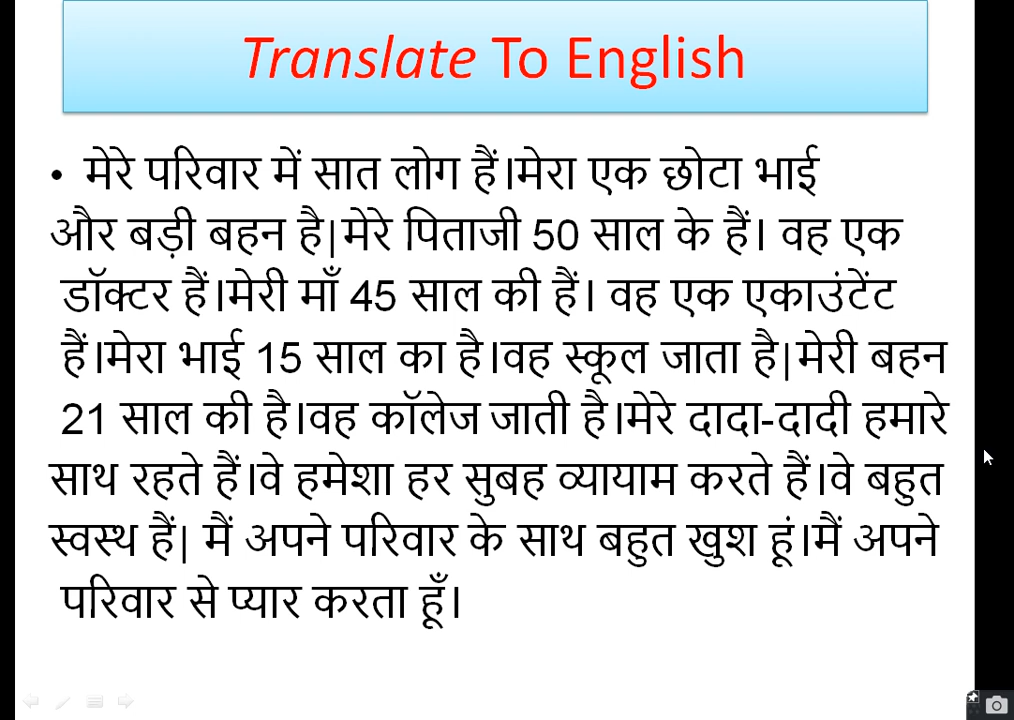 Translate To English
• मेरे परिवार में सात लोग हैं।मेरा एक छोटा भाई
और बड़ी बहन है|मेरे पिताजी 50 साल के हैं। वह एक
डॉक्टर हैं।मेरी माँ 45 साल की हैं। वह एक एकाउंटेंट
हैं।मेरा भाई 15 साल का है।वह स्कूल जाता है|मेरी बहन
21 साल की है।वह कॉलेज जाती है।मेरे दादा-दादी हमारे
साथ रहते हैं।वे हमेशा हर सुबह व्यायाम करते हैं।वे बहुत
स्वस्थ हैं| मैं अपने परिवार के साथ बहुत खुश हूं।मैं अपने
परिवार से प्यार करता हूँ।